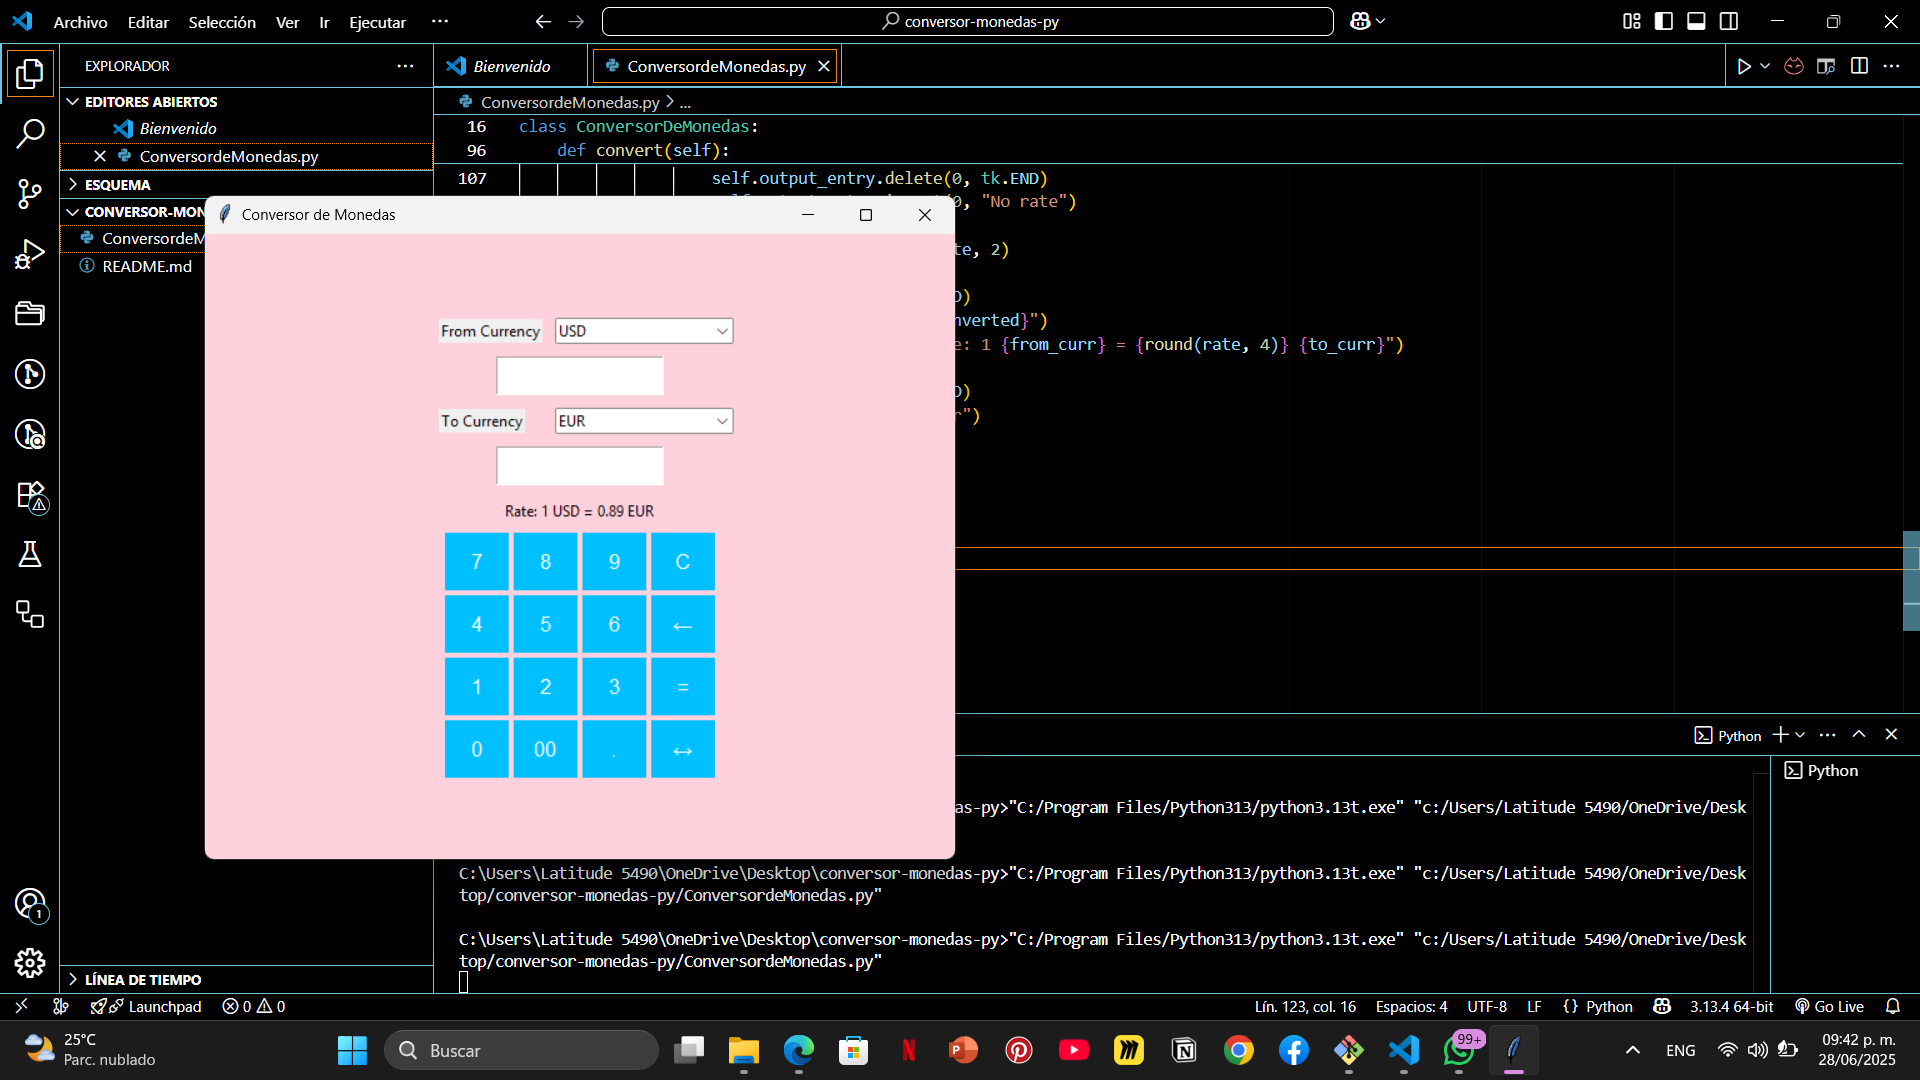 Archivo Editar Selección Ver Ir Ejecutar ···
conversor-monedas-py
EXPLORADOR
EDITORES ABIERTOS
Bienvenido
ConversordeMonedas.py
ESQUEMA
CONVERSOR-MON
ConversordeM
README.md
LÍNEA DE TIEMPO
Bienvenido
ConversordeMonedas.py
ConversordeMonedas.py > ...
16 class ConversorDeMonedas:
96 def convert(self):
107 self.output_entry.delete(0, tk.END)
0, "No rate")
te, 2)
D)
nverted}")
e: 1 {from_curr} = {round(rate, 4)} {to_curr}")
D)
r")
Conversor de Monedas
From Currency USD
To Currency EUR
Rate: 1 USD = 0.89 EUR
7 8 9 C
4 5 6 ←
1 2 3 =
0 00 . ↔
Python
Python
as-py>"C:/Program Files/Python313/python3.13t.exe" "c:/Users/Latitude 5490/OneDrive/Desk
C:\Users\Latitude 5490\OneDrive\Desktop\conversor-monedas-py>"C:/Program Files/Python313/python3.13t.exe" "c:/Users/Latitude 5490/OneDrive/Desk
top/conversor-monedas-py/ConversordeMonedas.py"
C:\Users\Latitude 5490\OneDrive\Desktop\conversor-monedas-py>"C:/Program Files/Python313/python3.13t.exe" "c:/Users/Latitude 5490/OneDrive/Desk
top/conversor-monedas-py/ConversordeMonedas.py"
1
Launchpad 0 0
Lín. 123, col. 16 Espacios: 4 UTF-8 LF {} Python 3.13.4 64-bit Go Live
25°C
Parc. nublado
Buscar
99+
ENG
09:42 p. m.
28/06/2025